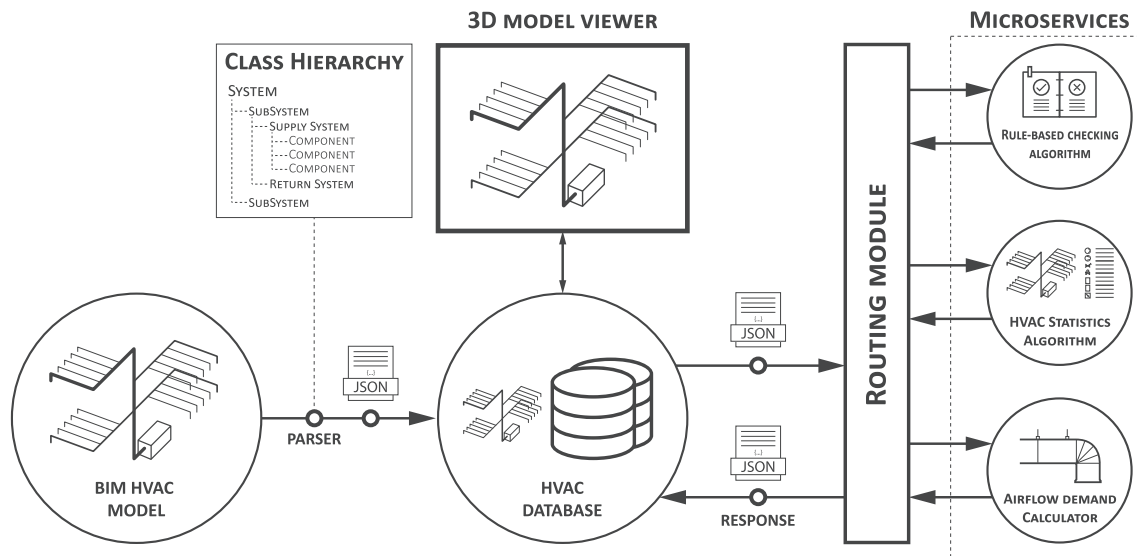 3D MODEL VIEWER
MICROSERVICES
CLASS HIERARCHY
SYSTEM
SUBSYSTEM
SUPPLY SYSTEM
COMPONENT
COMPONENT
COMPONENT
RETURN SYSTEM
SUBSYSTEM
RULE-BASED CHECKING
ALGORITHM
ROUTING MODULE
HVAC STATISTICS
ALGORITHM
{...}
JSON
{...}
JSON
PARSER
BIM HVAC
MODEL
HVAC
DATABASE
{...}
JSON
RESPONSE
AIRFLOW DEMAND
CALCULATOR